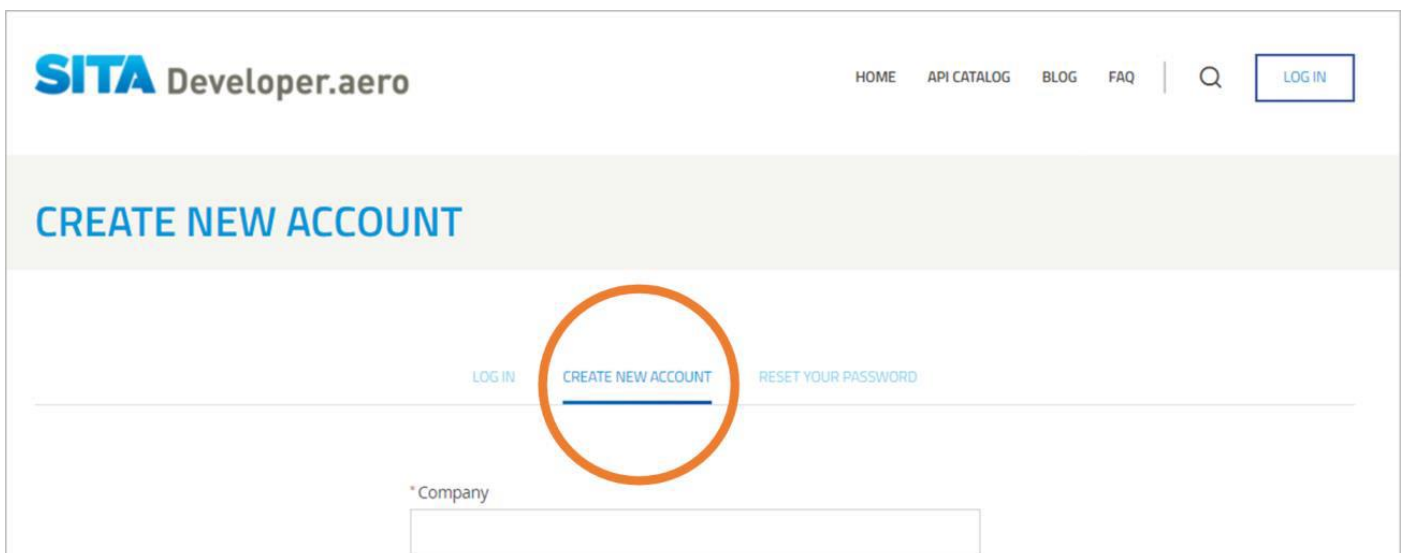 SITA Developer.aero
HOME API CATALOG BLOG FAQ LOG IN
CREATE NEW ACCOUNT
LOG IN CREATE NEW ACCOUNT RESET YOUR PASSWORD
* Company